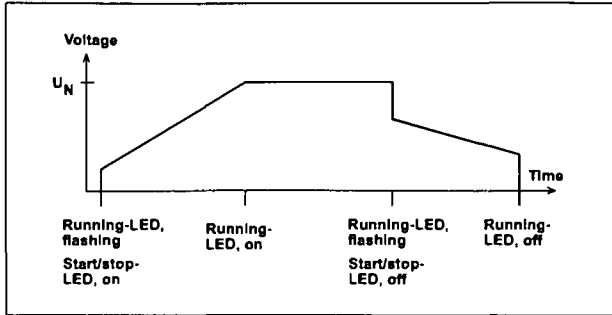 Voltage
U_N
Time
Running-LED,
flashing
Start/stop-
LED, on
Running-
LED, on
Running-LED,
flashing
Start/stop-
LED, off
Running-
LED, off